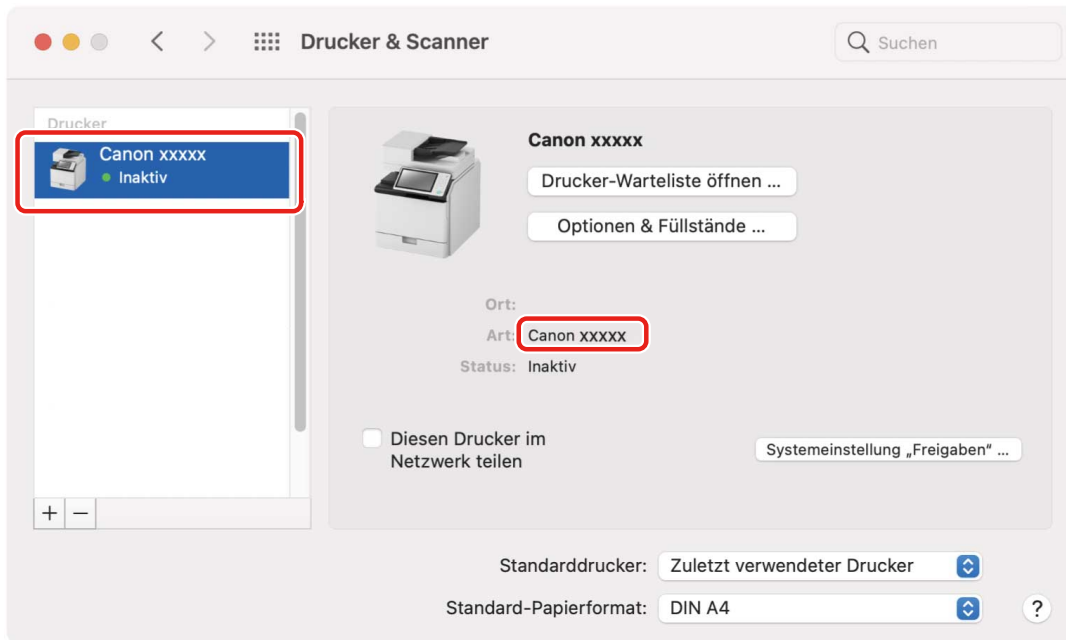 Drucker & Scanner
Suchen
Drucker
Canon xxxxx
Inaktiv
Canon xxxxx
Drucker-Warteliste öffnen ...
Optionen & Füllstände ...
Ort:
Art: Canon xxxxx
Status: Inaktiv
Diesen Drucker im
Netzwerk teilen
Systemeinstellung „Freigaben“ ...
+ −
Standarddrucker: Zuletzt verwendeter Drucker
Standard-Papierformat: DIN A4
?